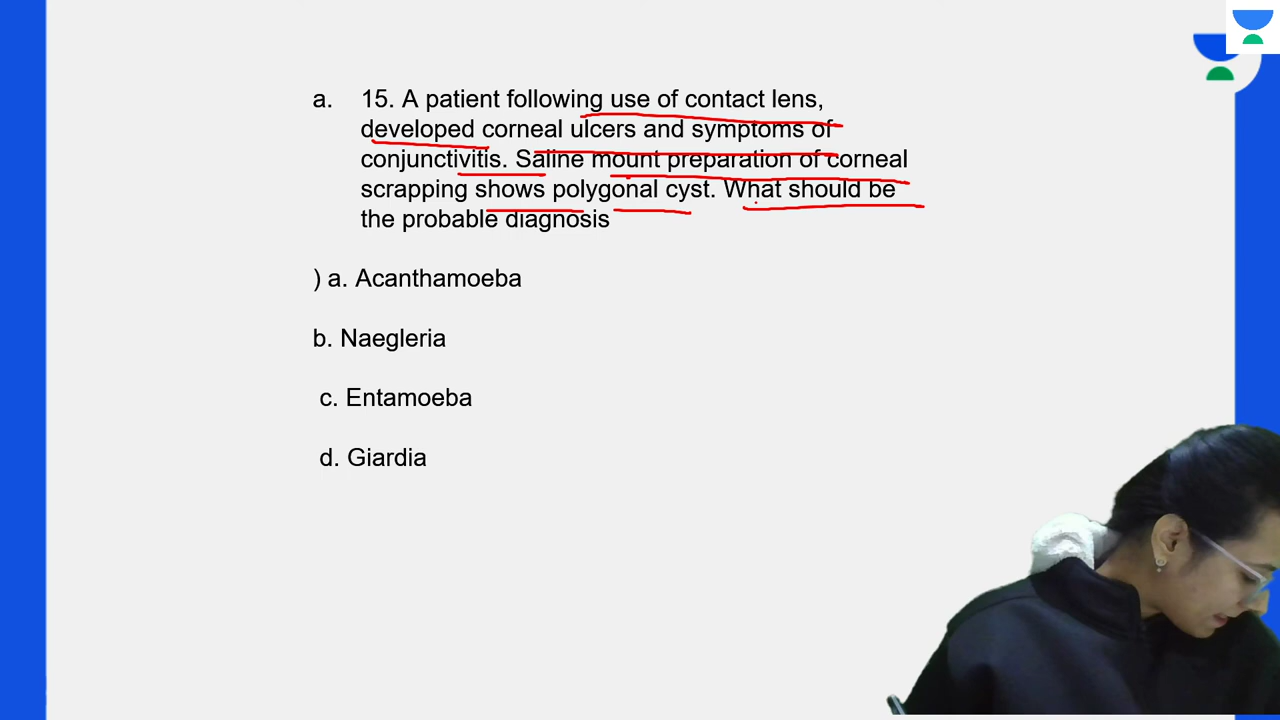 a. 15. A patient following use of contact lens,
developed corneal ulcers and symptoms of
conjunctivitis. Saline mount preparation of corneal
scrapping shows polygonal cyst. What should be
the probable diagnosis
) a. Acanthamoeba
b. Naegleria
c. Entamoeba
d. Giardia